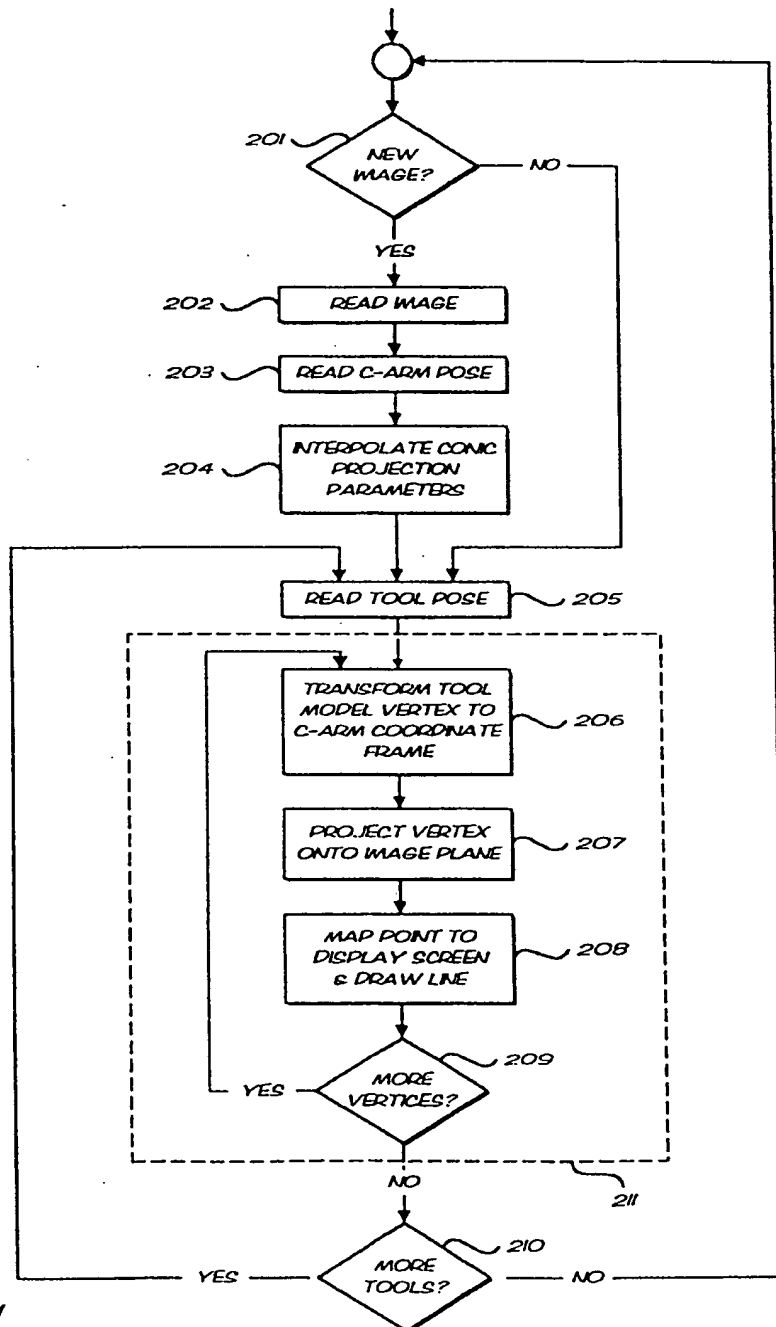 201
NEW
IMAGE?
NO
YES
202
READ IMAGE
203
READ C-ARM POSE
204
INTERPOLATE CONIC
PROJECTION
PARAMETERS
READ TOOL POSE
205
TRANSFORM TOOL
MODEL VERTEX TO
C-ARM COORDINATE
FRAME
206
PROJECT VERTEX
ONTO IMAGE PLANE
207
MAP POINT TO
DISPLAY SCREEN
& DRAW LINE
208
209
MORE
VERTICES?
YES
NO
211
210
MORE
TOOLS?
YES
NO